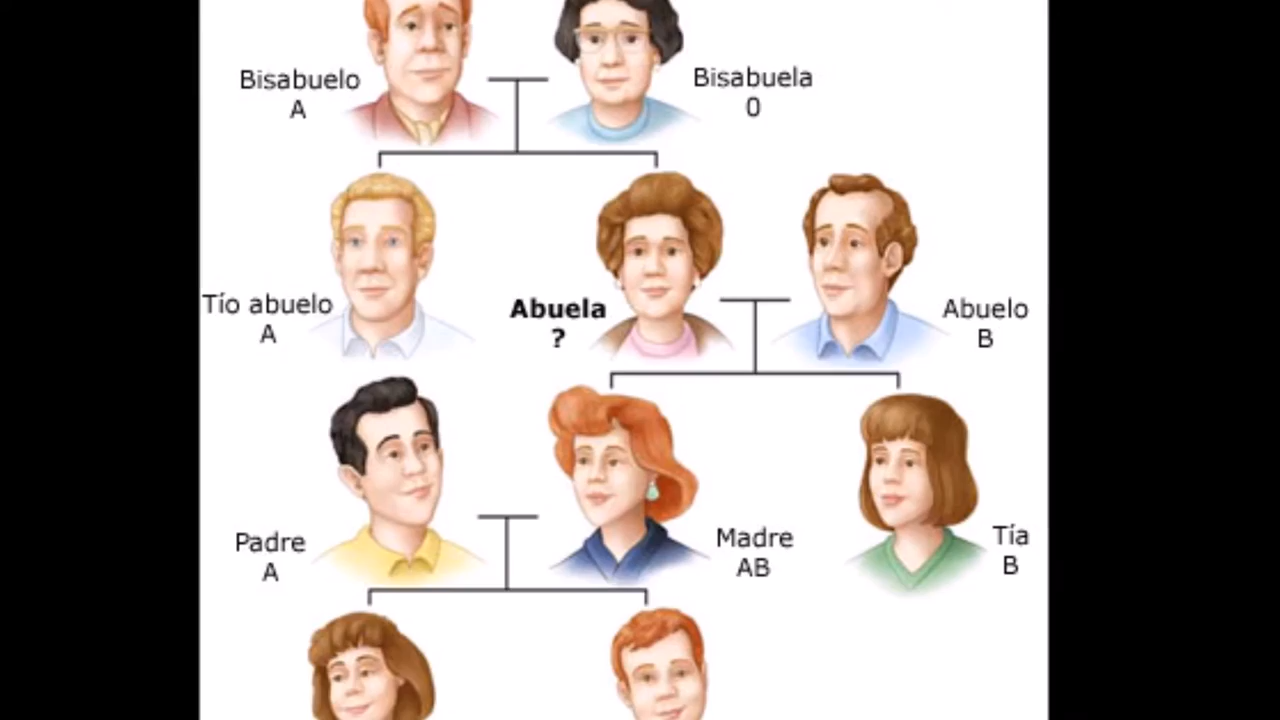 Bisabuelo
A
Bisabuela
0
Tío abuelo
A
Abuela
?
Abuelo
B
Padre
A
Madre
AB
Tía
B